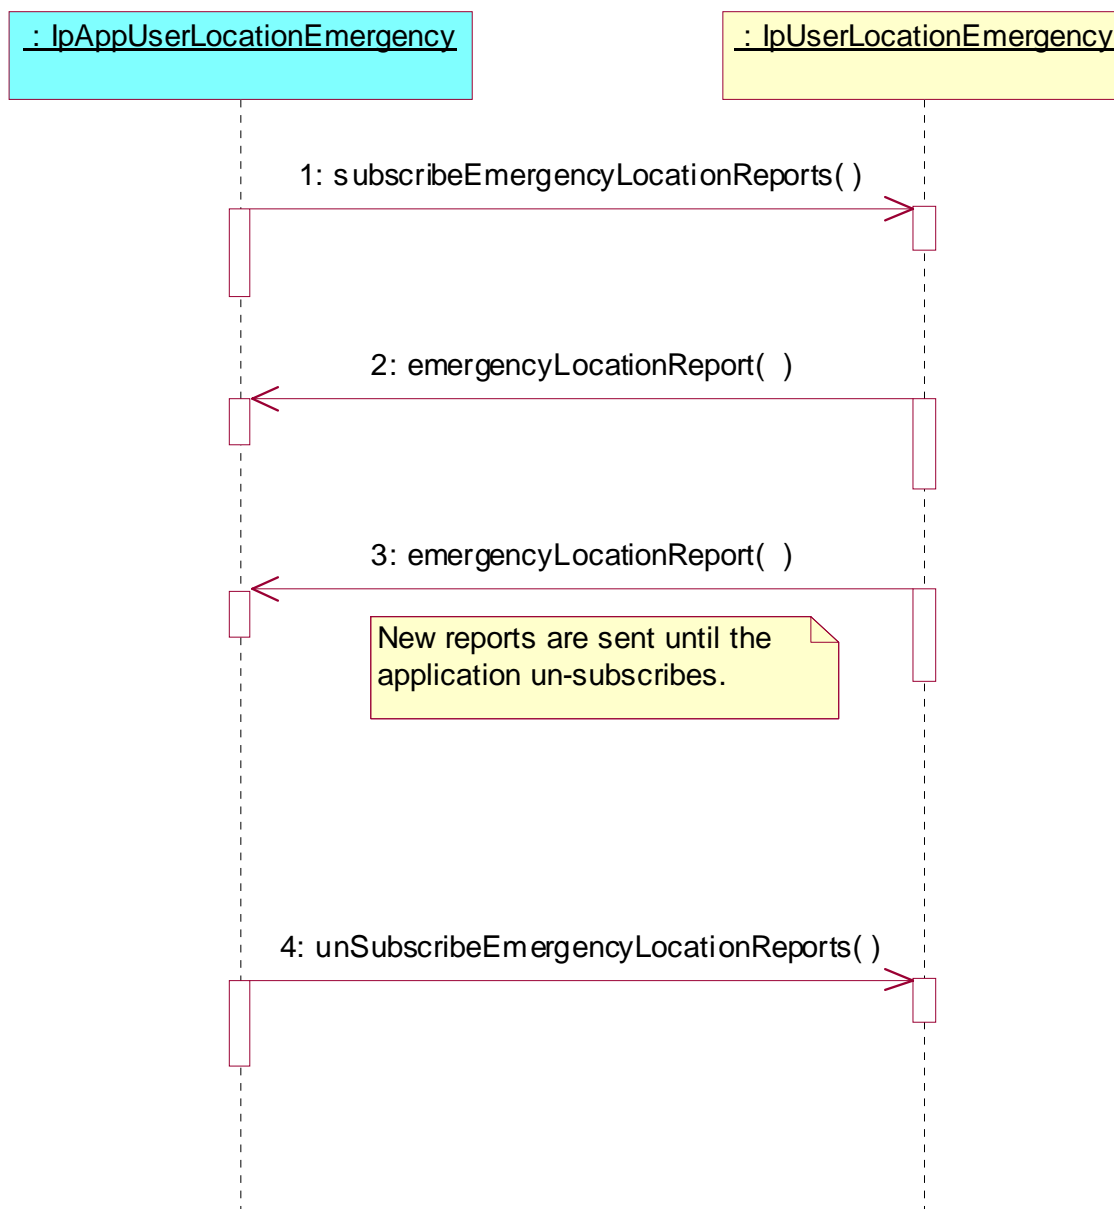 : IpAppUserLocationEmergency
: IpUserLocationEmergency
1: subscribeEmergencyLocationReports( )
2: emergencyLocationReport( )
3: emergencyLocationReport( )
New reports are sent until the
application un-subscribes.
4: unSubscribeEmergencyLocationReports( )